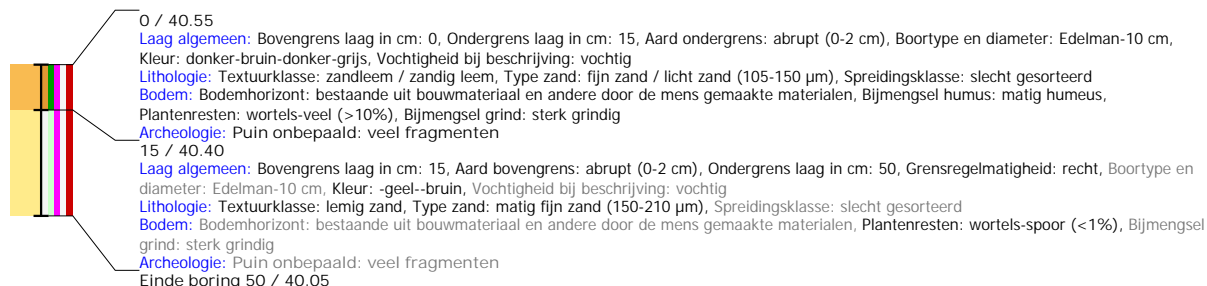 0 / 40.55
Laag algemeen: Bovengrens laag in cm: 0, Ondergrens laag in cm: 15, Aard ondergrens: abrupt (0-2 cm), Boortype en diameter: Edelman-10 cm,
Kleur: donker-bruin-donker-grijs, Vochtigheid bij beschrijving: vochtig
Lithologie: Textuurklasse: zandleem / zandig leem, Type zand: fijn zand / licht zand (105-150 µm), Spreidingsklasse: slecht gesorteerd
Bodem: Bodemhorizont: bestaande uit bouwmateriaal en andere door de mens gemaakte materialen, Bijmengsel humus: matig humeus,
Plantenresten: wortels-veel (>10%), Bijmengsel grind: sterk grindig
Archeologie: Puin onbepaald: veel fragmenten
15 / 40.40
Laag algemeen: Bovengrens laag in cm: 15, Aard bovengrens: abrupt (0-2 cm), Ondergrens laag in cm: 50, Grensregelmatigheid: recht, Boortype en
diameter: Edelman-10 cm, Kleur: -geel--bruin, Vochtigheid bij beschrijving: vochtig
Lithologie: Textuurklasse: lemig zand, Type zand: matig fijn zand (150-210 µm), Spreidingsklasse: slecht gesorteerd
Bodem: Bodemhorizont: bestaande uit bouwmateriaal en andere door de mens gemaakte materialen, Plantenresten: wortels-spoor (<1%), Bijmengsel
grind: sterk grindig
Archeologie: Puin onbepaald: veel fragmenten
Einde boring 50 / 40.05